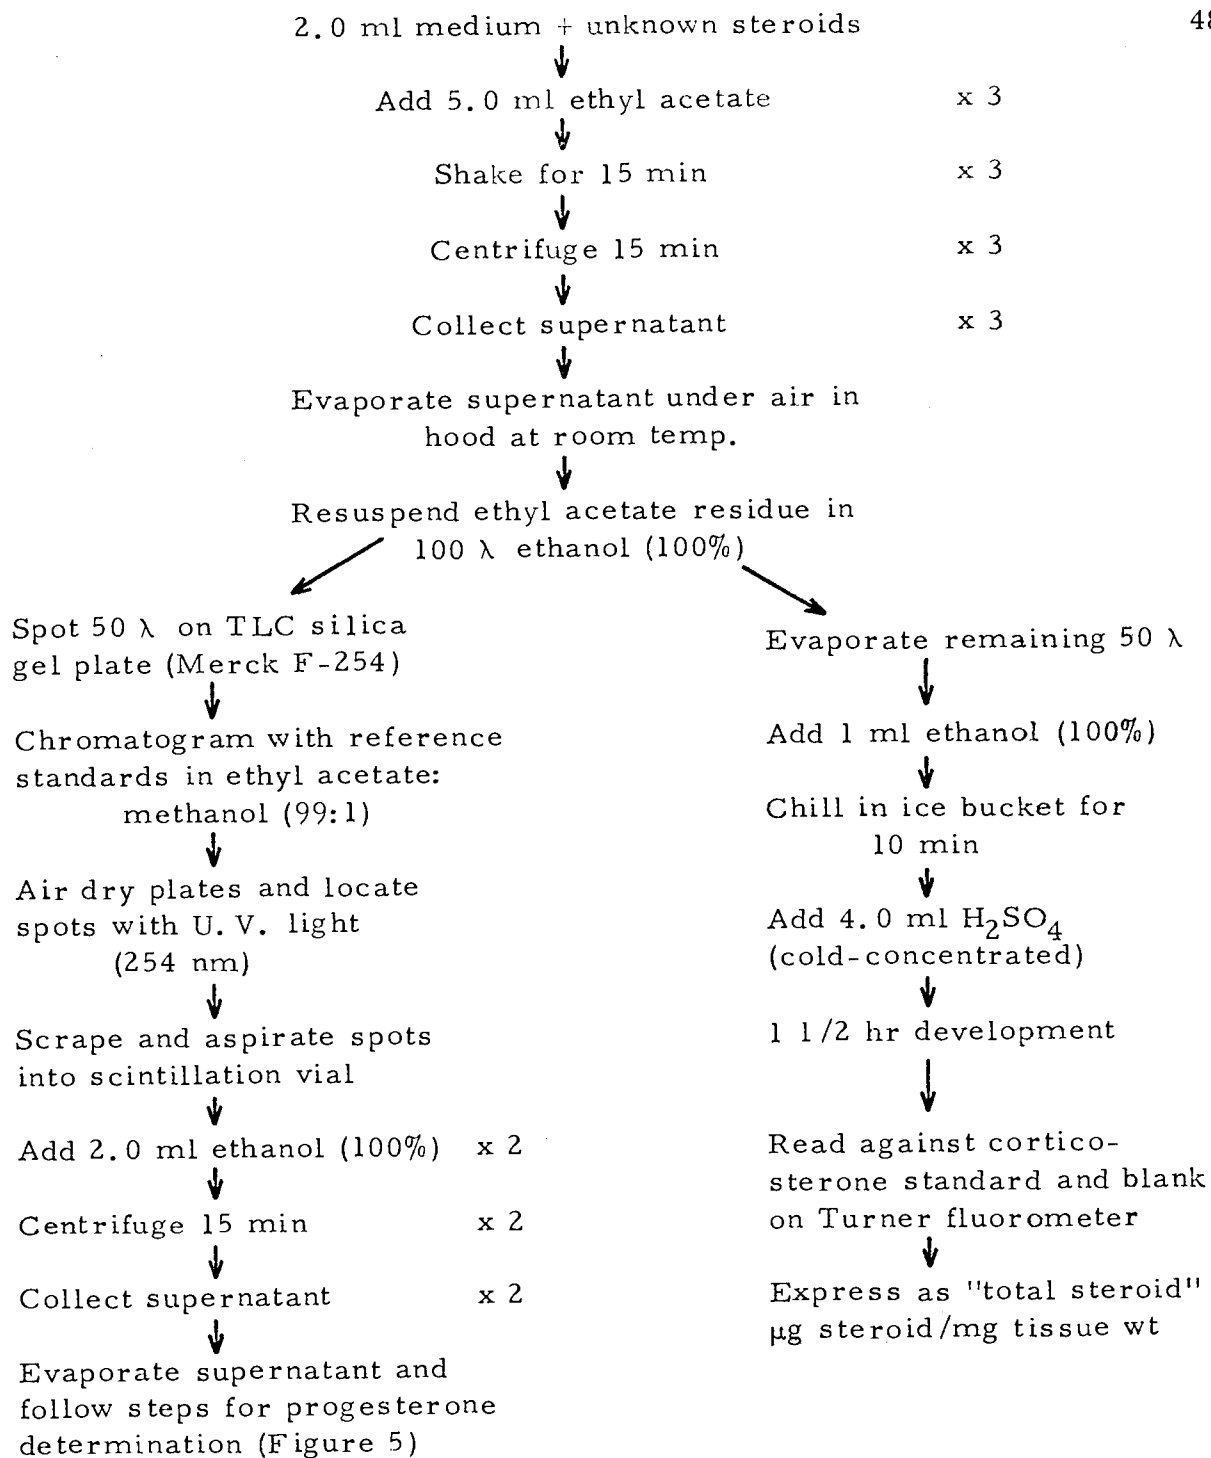 2.0 ml medium + unknown steroids
Add 5.0 ml ethyl acetate x 3
Shake for 15 min x 3
Centrifuge 15 min x 3
Collect supernatant x 3
Evaporate supernatant under air in
hood at room temp.
Resuspend ethyl acetate residue in
100 λ ethanol (100%)
Spot 50 λ on TLC silica
gel plate (Merck F-254)
Chromatogram with reference
standards in ethyl acetate:
methanol (99:1)
Air dry plates and locate
spots with U. V. light
(254 nm)
Scrape and aspirate spots
into scintillation vial
Add 2.0 ml ethanol (100%) x 2
Centrifuge 15 min x 2
Collect supernatant x 2
Evaporate supernatant and
follow steps for progesterone
determination (Figure 5)
Evaporate remaining 50 λ
Add 1 ml ethanol (100%)
Chill in ice bucket for
10 min
Add 4.0 ml H₂SO₄
(cold-concentrated)
1 1/2 hr development
Read against cortico-
sterone standard and blank
on Turner fluorometer
Express as "total steroid"
μg steroid/mg tissue wt